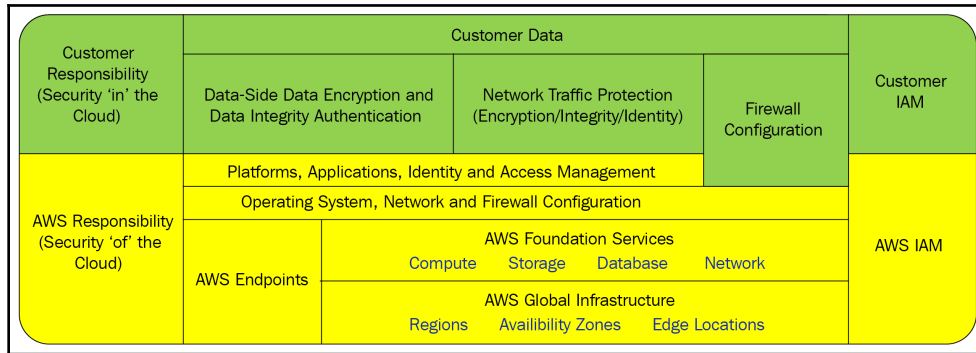 Customer
Responsibility
(Security ‘in’ the
Cloud)
Customer Data
Data-Side Data Encryption and
Data Integrity Authentication
Network Traffic Protection
(Encryption/Integrity/Identity)
Firewall
Configuration
Customer
IAM
AWS Responsibility
(Security ‘of’ the
Cloud)
Platforms, Applications, Identity and Access Management
Operating System, Network and Firewall Configuration
AWS Endpoints
AWS Foundation Services
Compute Storage Database Network
AWS Global Infrastructure
Regions Availibility Zones Edge Locations
AWS IAM